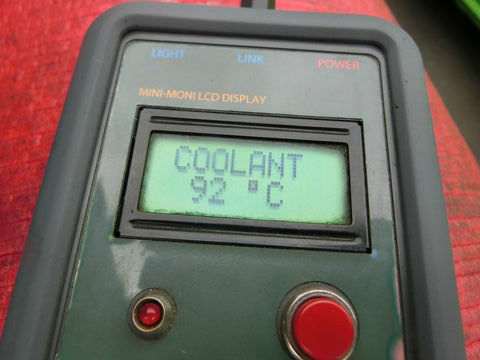 LIGHT LINK POWER
MINI-MONI LCD DISPLAY
COOLANT
92 °C